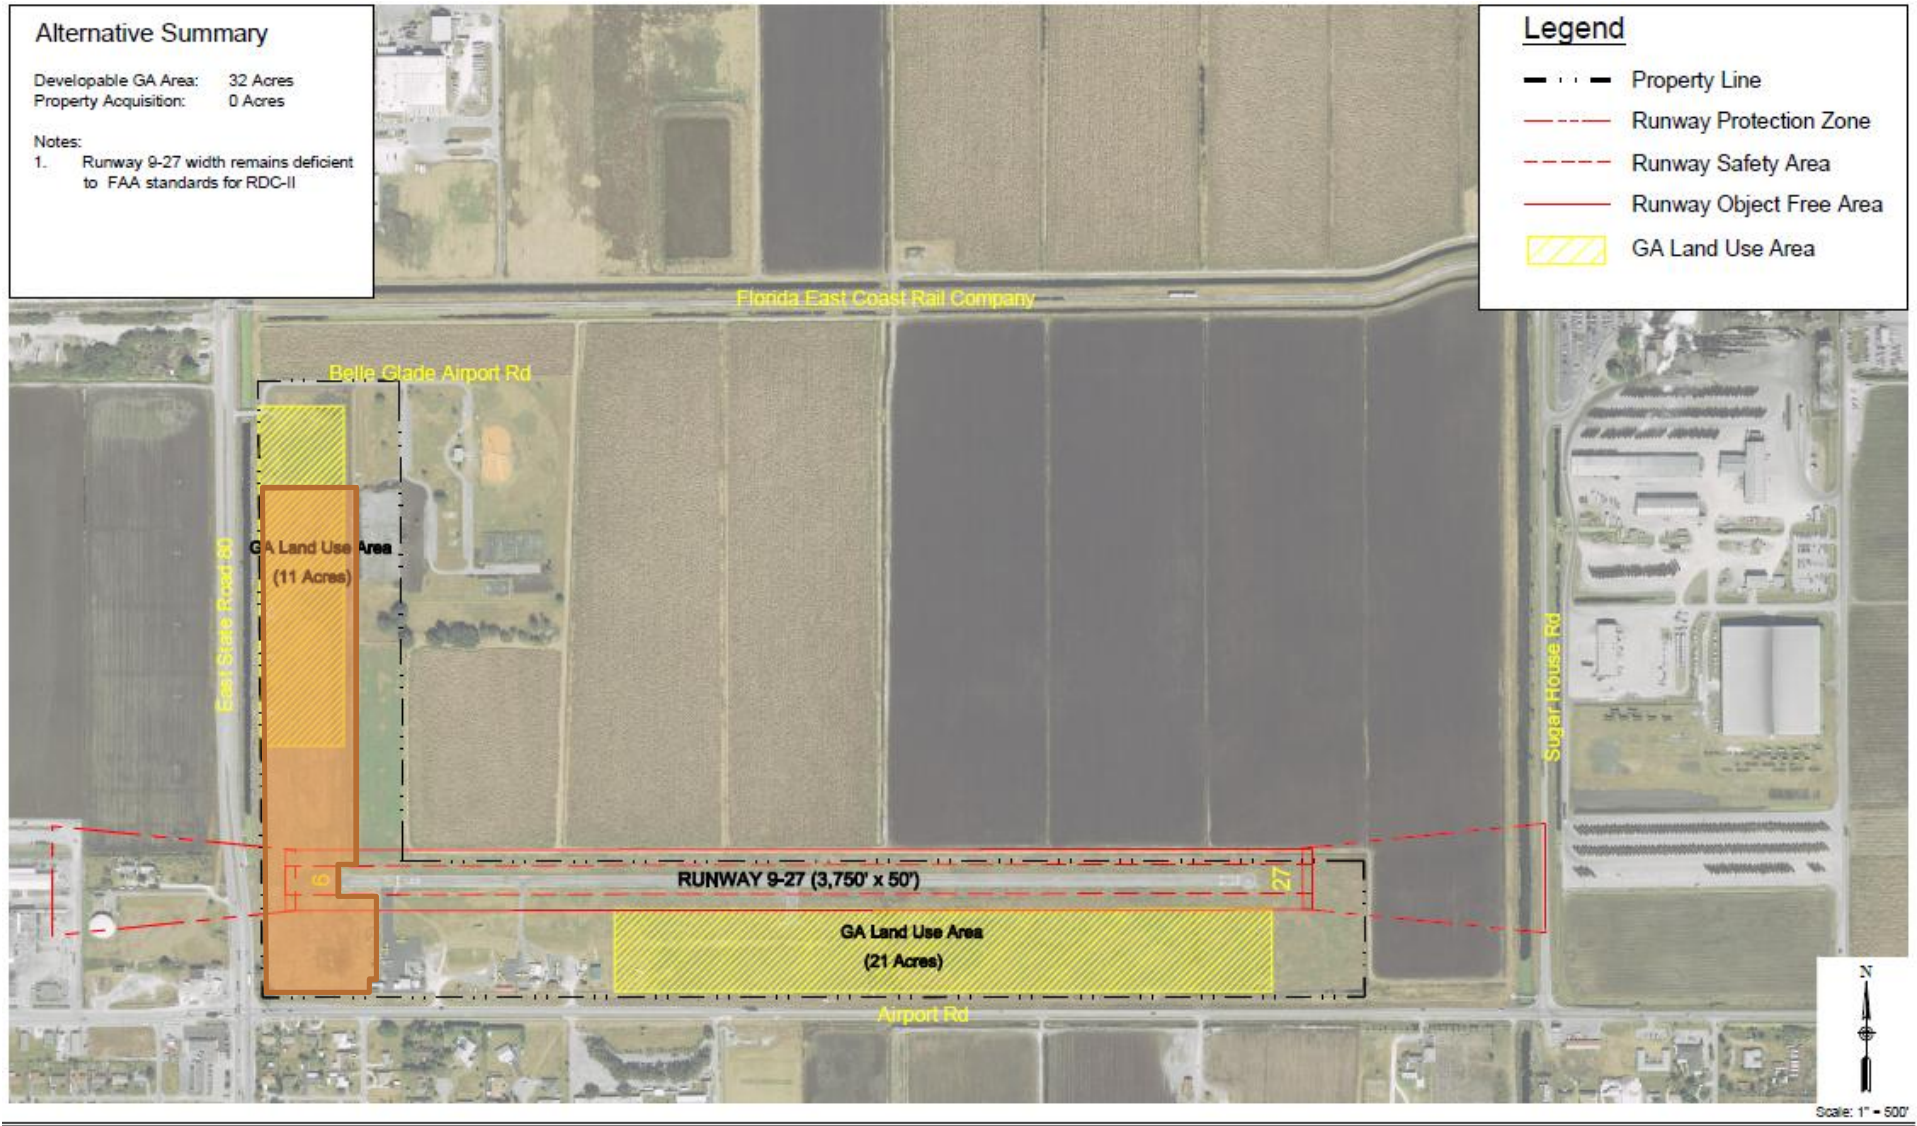 Alternative Summary
Developable GA Area: 32 Acres
Property Acquisition: 0 Acres
Notes:
1. Runway 9-27 width remains deficient
to FAA standards for RDC-II
Legend
Property Line
Runway Protection Zone
Runway Safety Area
Runway Object Free Area
GA Land Use Area
Florida East Coast Rail Company
Belle Glade Airport Rd
GA Land Use Area
(11 Acres)
East State Road 80
Sugar House Rd
9
RUNWAY 9-27 (3,750' x 50')
27
GA Land Use Area
(21 Acres)
Airport Rd
N
Scale: 1" = 500'